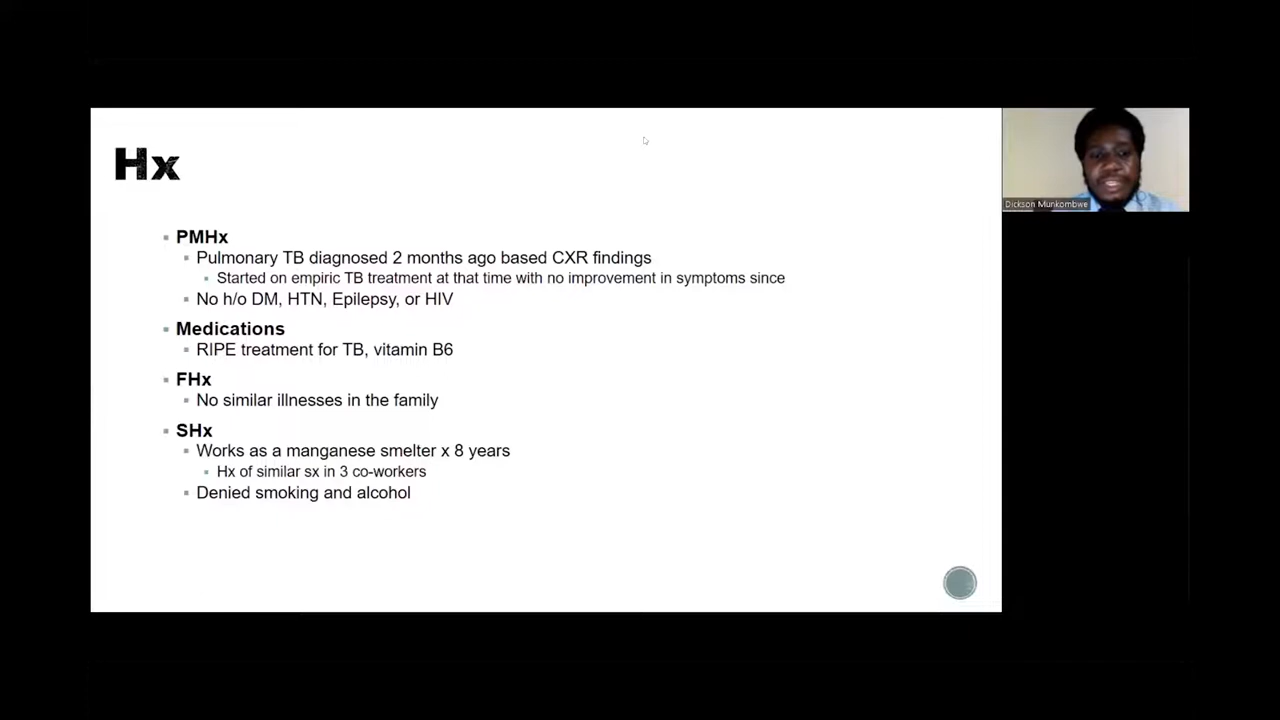 Hx
PMHx
Pulmonary TB diagnosed 2 months ago based CXR findings
Started on empiric TB treatment at that time with no improvement in symptoms since
No h/o DM, HTN, Epilepsy, or HIV
Medications
RIPE treatment for TB, vitamin B6
FHx
No similar illnesses in the family
SHx
Works as a manganese smelter x 8 years
Hx of similar sx in 3 co-workers
Denied smoking and alcohol
Dickson Munkombwe